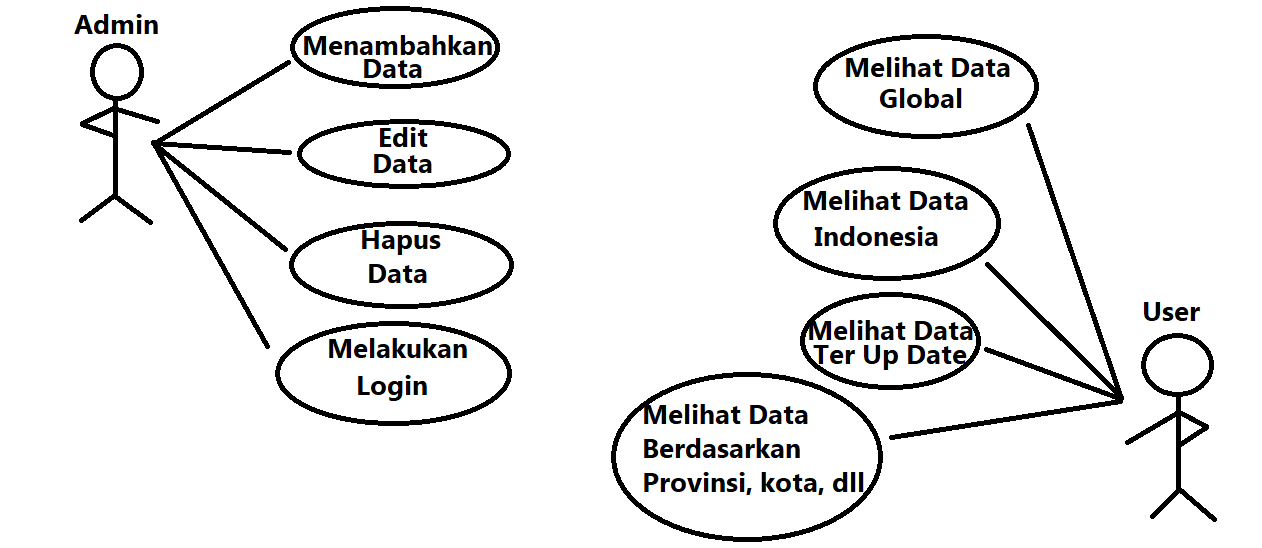 Admin
Menambahkan
Data
Edit
Data
Hapus
Data
Melakukan
Login
Melihat Data
Global
Melihat Data
Indonesia
Melihat Data
Ter Up Date
Melihat Data
Berdasarkan
Provinsi, kota, dll
User